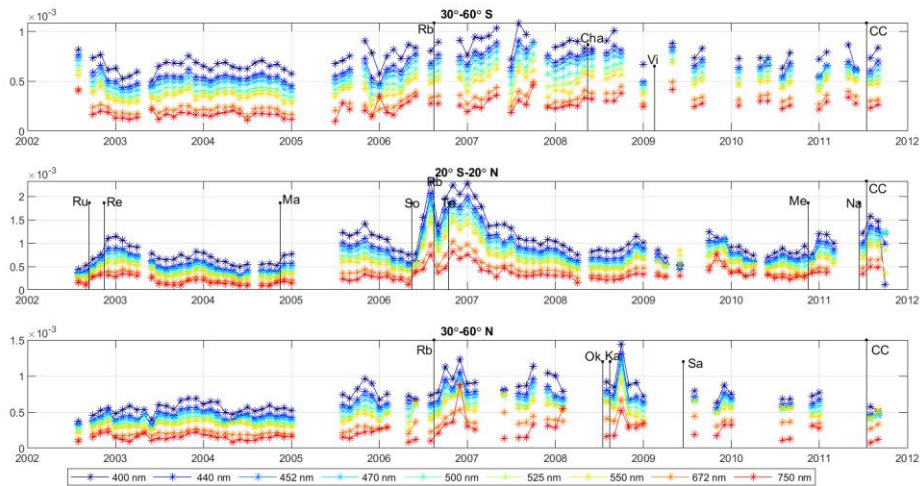 ×10⁻³
30°-60° S
1
0.5
0
Rb
Cha
Vi
CC
2002 2003 2004 2005 2006 2007 2008 2009 2010 2011 2012
×10⁻³
20° S-20° N
2
1.5
1
0.5
0
Ru
Re
Ma
So
Rb
Ta
Me
Na
CC
2002 2003 2004 2005 2006 2007 2008 2009 2010 2011 2012
×10⁻³
30°-60° N
1.5
1
0.5
0
Rb
Ok
Ka
Sa
CC
2002 2003 2004 2005 2006 2007 2008 2009 2010 2011 2012
400 nm 440 nm 452 nm 470 nm 500 nm 525 nm 550 nm 672 nm 750 nm